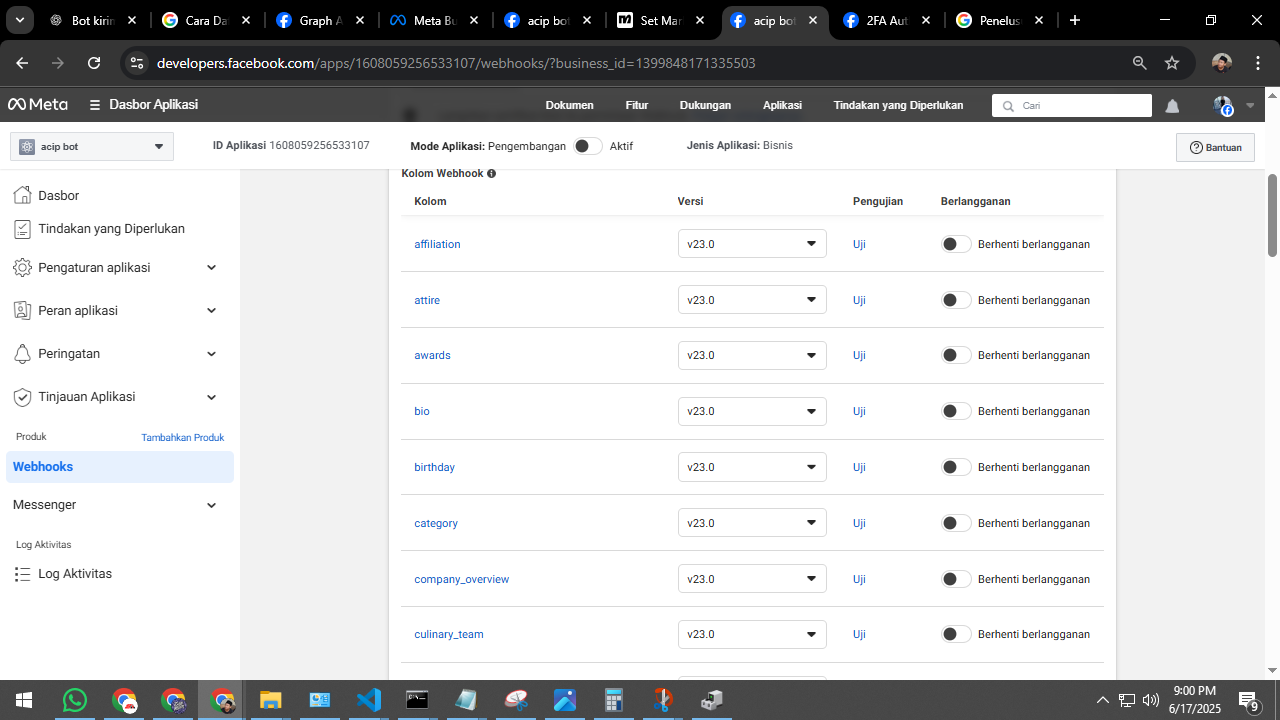 Bot kirin
Cara Da
Graph A
Meta Bu
acip bot
Set Mar
acip bot
2FA Aut
Penelus
developers.facebook.com/apps/1608059256533107/webhooks/?business_id=1399848171335503
Meta
Dasbor Aplikasi
Dokumen
Fitur
Dukungan
Aplikasi
Tindakan yang Diperlukan
Cari
acip bot
ID Aplikasi 1608059256533107
Mode Aplikasi: Pengembangan
Aktif
Jenis Aplikasi: Bisnis
Bantuan
Dasbor
Tindakan yang Diperlukan
Pengaturan aplikasi
Peran aplikasi
Peringatan
Tinjauan Aplikasi
Produk
Tambahkan Produk
Webhooks
Messenger
Log Aktivitas
Log Aktivitas
Kolom Webhook
Kolom Versi Pengujian Berlangganan
affiliation v23.0 Uji Berhenti berlangganan
attire v23.0 Uji Berhenti berlangganan
awards v23.0 Uji Berhenti berlangganan
bio v23.0 Uji Berhenti berlangganan
birthday v23.0 Uji Berhenti berlangganan
category v23.0 Uji Berhenti berlangganan
company_overview v23.0 Uji Berhenti berlangganan
culinary_team v23.0 Uji Berhenti berlangganan
9:00 PM
6/17/2025
9